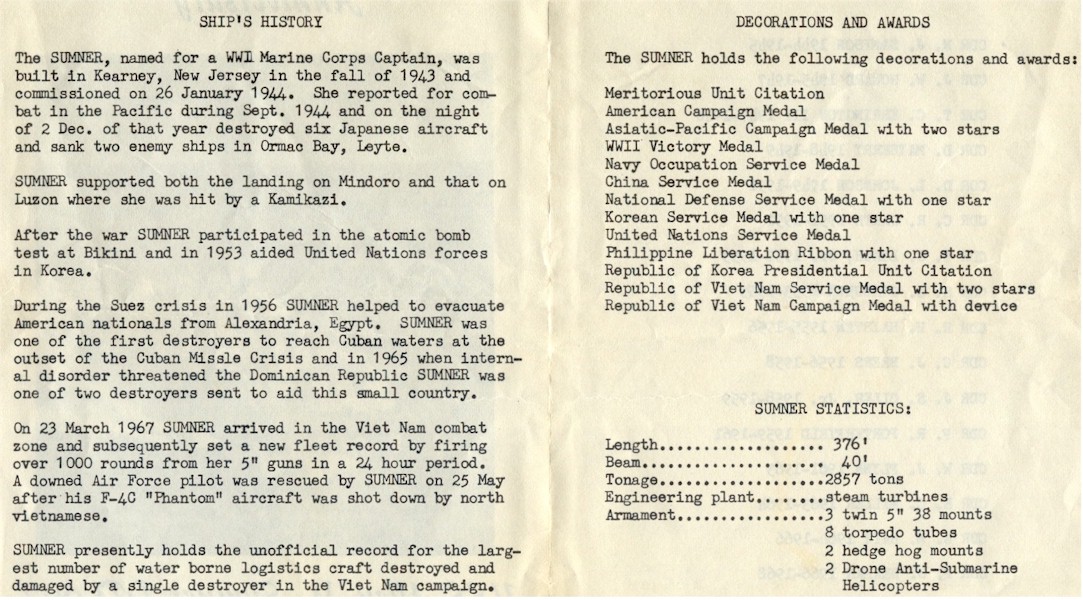 SHIP'S HISTORY
The SUMNER, named for a WWII Marine Corps Captain, was
built in Kearney, New Jersey in the fall of 1943 and
commissioned on 26 January 1944. She reported for com-
bat in the Pacific during Sept. 1944 and on the night
of 2 Dec. of that year destroyed six Japanese aircraft
and sank two enemy ships in Ormac Bay, Leyte.
SUMNER supported both the landing on Mindoro and that on
Luzon where she was hit by a Kamikazi.
After the war SUMNER participated in the atomic bomb
test at Bikini and in 1953 aided United Nations forces
in Korea.
During the Suez crisis in 1956 SUMNER helped to evacuate
American nationals from Alexandria, Egypt. SUMNER was
one of the first destroyers to reach Cuban waters at the
outset of the Cuban Missle Crisis and in 1965 when intern-
al disorder threatened the Dominican Republic SUMNER was
one of two destroyers sent to aid this small country.
On 23 March 1967 SUMNER arrived in the Viet Nam combat
zone and subsequently set a new fleet record by firing
over 1000 rounds from her 5" guns in a 24 hour period.
A downed Air Force pilot was rescued by SUMNER on 25 May
after his F-4C "Phantom" aircraft was shot down by north
vietnamese.
SUMNER presently holds the unofficial record for the larg-
est number of water borne logistics craft destroyed and
damaged by a single destroyer in the Viet Nam campaign.
DECORATIONS AND AWARDS
The SUMNER holds the following decorations and awards:
Meritorious Unit Citation
American Campaign Medal
Asiatic-Pacific Campaign Medal with two stars
WWII Victory Medal
Navy Occupation Service Medal
China Service Medal
National Defense Service Medal with one star
Korean Service Medal with one star
United Nations Service Medal
Philippine Liberation Ribbon with one star
Republic of Korea Presidential Unit Citation
Republic of Viet Nam Service Medal with two stars
Republic of Viet Nam Campaign Medal with device
SUMNER STATISTICS:
Length.................. 376'
Beam.................... 40'
Tonage..................2857 tons
Engineering plant........steam turbines
Armament................3 twin 5" 38 mounts
8 torpedo tubes
2 hedge hog mounts
2 Drone Anti-Submarine
Helicopters